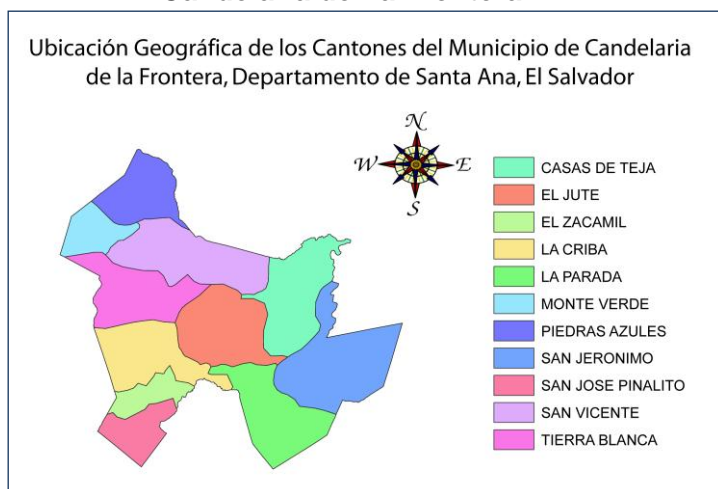 Ubicación Geográfica de los Cantones del Municipio de Candelaria
de la Frontera, Departamento de Santa Ana, El Salvador
N
W E
S
CASAS DE TEJA
EL JUTE
EL ZACAMIL
LA CRIBA
LA PARADA
MONTE VERDE
PIEDRAS AZULES
SAN JERONIMO
SAN JOSE PINALITO
SAN VICENTE
TIERRA BLANCA